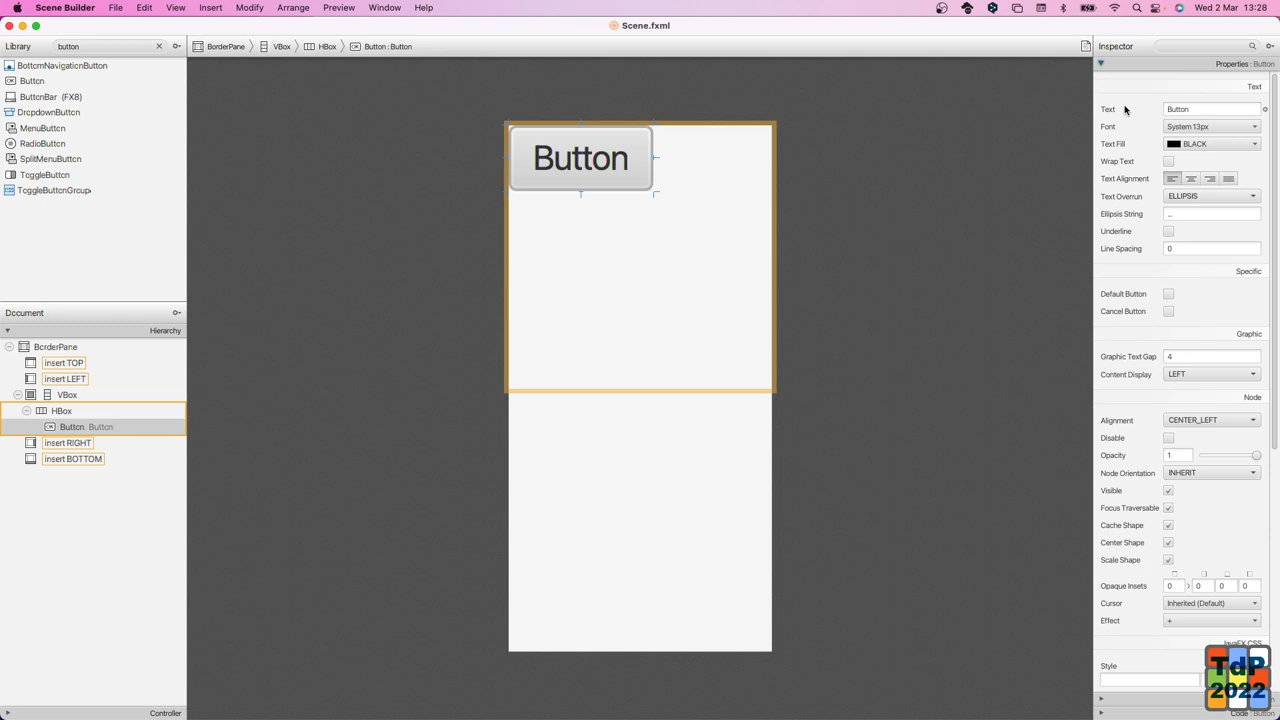 Scene Builder File Edit View Insert Modify Arrange Preview Window Help Wed 2 Mar 13:28
Scene.fxml
Library button
BorderPane VBox HBox Button : Button
Inspector
Properties : Button
BottomNavigationButton
Button
ButtonBar (FX8)
DropdownButton
MenuButton
RadioButton
SplitMenuButton
ToggleButton
ToggleButtonGroup
Document
Hierarchy
BorderPane
insert TOP
insert LEFT
VBox
HBox
Button Button
insert RIGHT
insert BOTTOM
Controller
Button
Text
Text Button
Font System 13px
Text Fill BLACK
Wrap Text
Text Alignment
Text Overrun ELLIPSIS
Ellipsis String ...
Underline
Line Spacing 0
Specific
Default Button
Cancel Button
Graphic
Graphic Text Gap 4
Content Display LEFT
Node
Alignment CENTER_LEFT
Disable
Opacity 1
Node Orientation INHERIT
Visible
Focus Traversable
Cache Shape
Center Shape
Scale Shape
Opaque Insets 0 0 0 0
Cursor Inherited (Default)
Effect +
JavaFX CSS
Style
TdP
2022
Code : Button